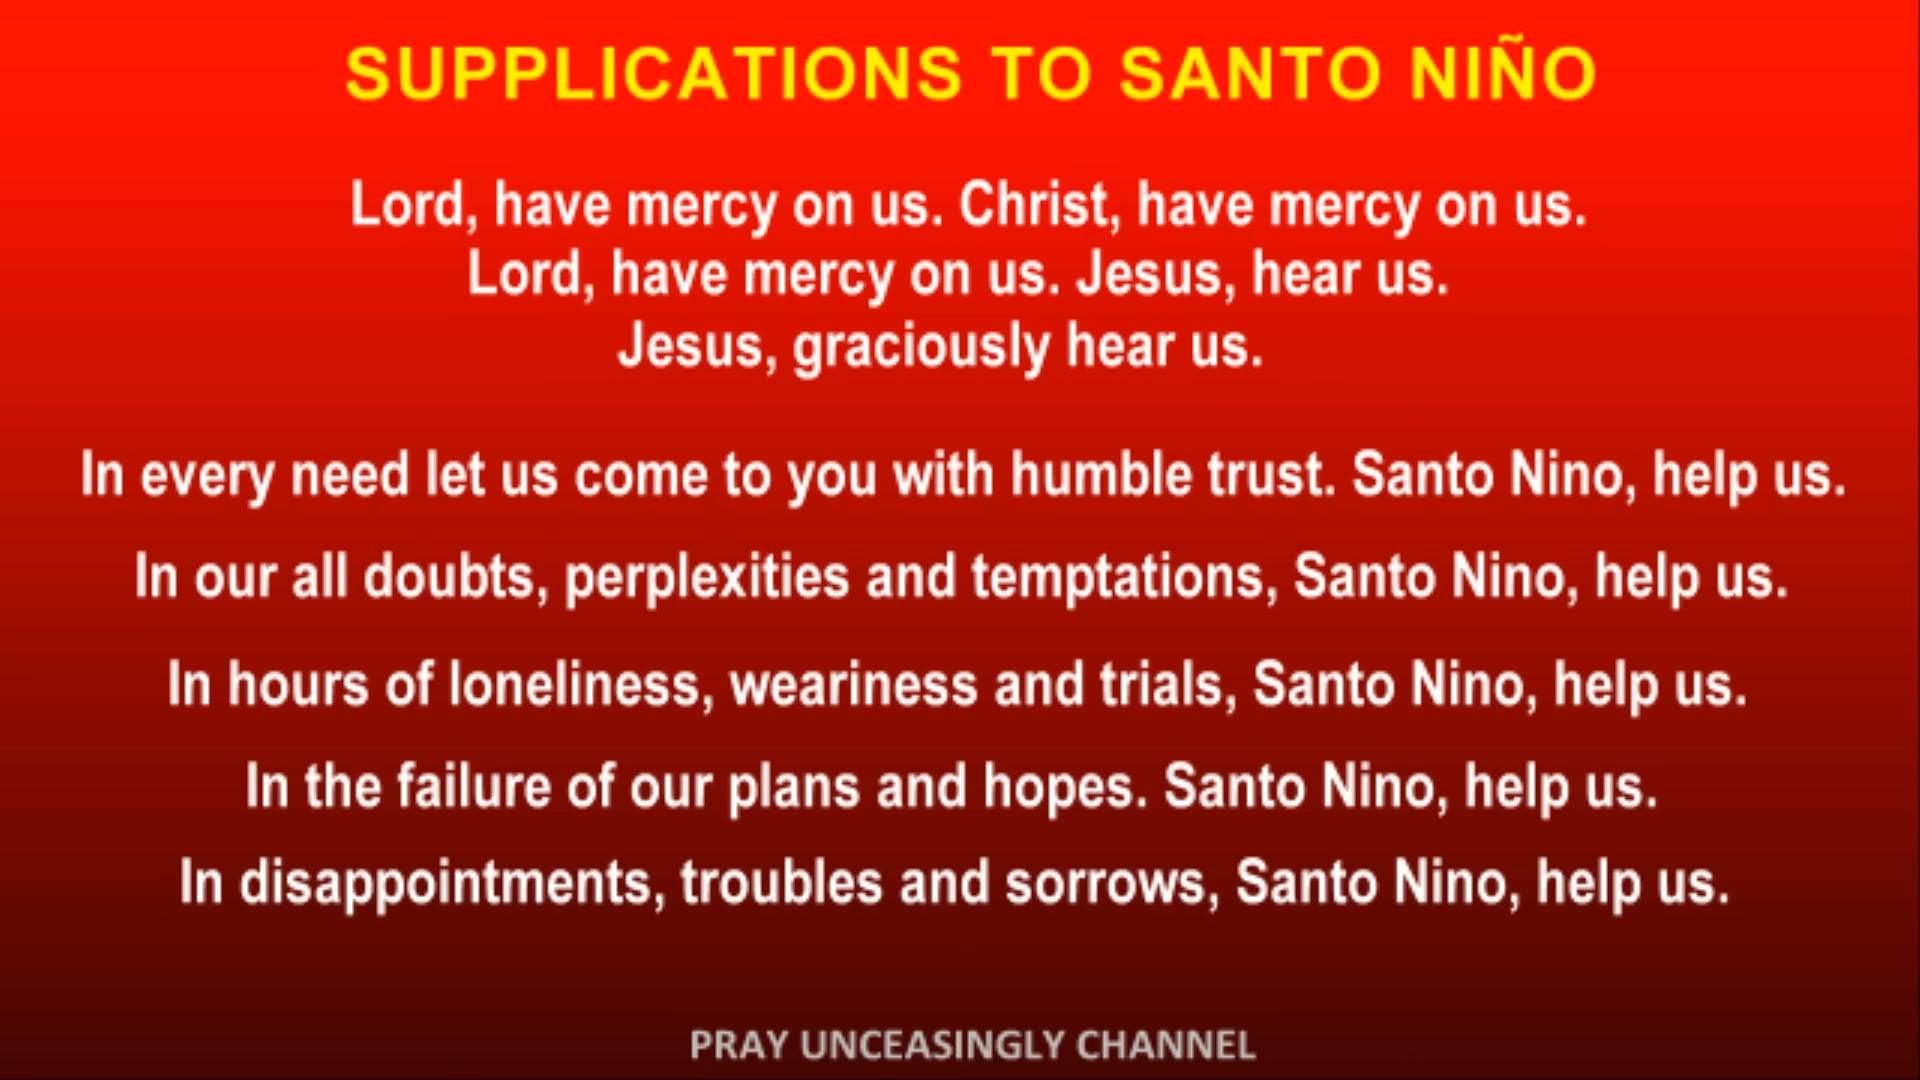 SUPPLICATIONS TO SANTO NIÑO
Lord, have mercy on us. Christ, have mercy on us.
Lord, have mercy on us. Jesus, hear us.
Jesus, graciously hear us.
In every need let us come to you with humble trust. Santo Nino, help us.
In our all doubts, perplexities and temptations, Santo Nino, help us.
In hours of loneliness, weariness and trials, Santo Nino, help us.
In the failure of our plans and hopes. Santo Nino, help us.
In disappointments, troubles and sorrows, Santo Nino, help us.
PRAY UNCEASINGLY CHANNEL